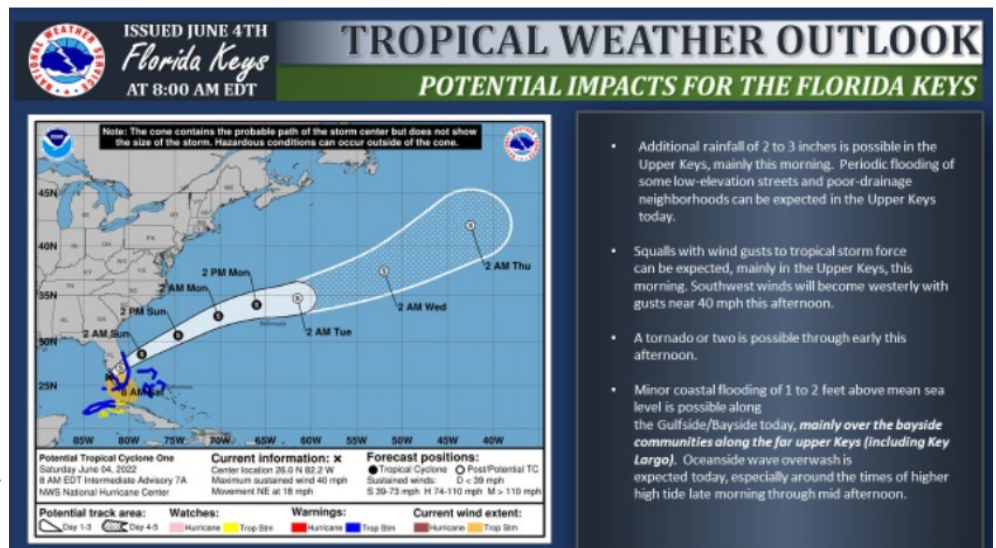 ISSUED JUNE 4TH
Florida Keys
AT 8:00 AM EDT
NATIONAL WEATHER SERVICE
TROPICAL WEATHER OUTLOOK
POTENTIAL IMPACTS FOR THE FLORIDA KEYS
Note: The cone contains the probable path of the storm center but does not show
the size of the storm. Hazardous conditions can occur outside of the cone.
45N
40N
35N
30N
25N
2 PM Mon
2 AM Mon
2 PM Sun
2 AM Sun
8 AM Sat
2 AM Tue
2 AM Wed
2 AM Thu
85W 80W 75W 70W 65W 60W 55W 50W 45W 40W
Potential Tropical Cyclone One
Saturday June 04, 2022
8 AM EDT Intermediate Advisory 7A
NWS National Hurricane Center
Current information: x
Center location 26.0 N 82.2 W
Maximum sustained wind 40 mph
Movement NE at 18 mph
Forecast positions:
Tropical Cyclone Post/Potential TC
Sustained winds: D < 39 mph
S 39-73 mph H 74-110 mph M > 110 mph
Potential track area:
Day 1-3 Day 4-5
Watches:
Hurricane Trop Stm
Warnings:
Hurricane Trop Stm
Current wind extent:
Hurricane Trop Stm
• Additional rainfall of 2 to 3 inches is possible in the
Upper Keys, mainly this morning. Periodic flooding of
some low-elevation streets and poor-drainage
neighborhoods can be expected in the Upper Keys
today.
• Squalls with wind gusts to tropical storm force
can be expected, mainly in the Upper Keys, this
morning. Southwest winds will become westerly with
gusts near 40 mph this afternoon.
• A tornado or two is possible through early this
afternoon.
• Minor coastal flooding of 1 to 2 feet above mean sea
level is possible along
the Gulfside/Bayside today, mainly over the bayside
communities along the far upper Keys (including Key
Largo). Oceanside wave overwash is
expected today, especially around the times of higher
high tide late morning through mid afternoon.